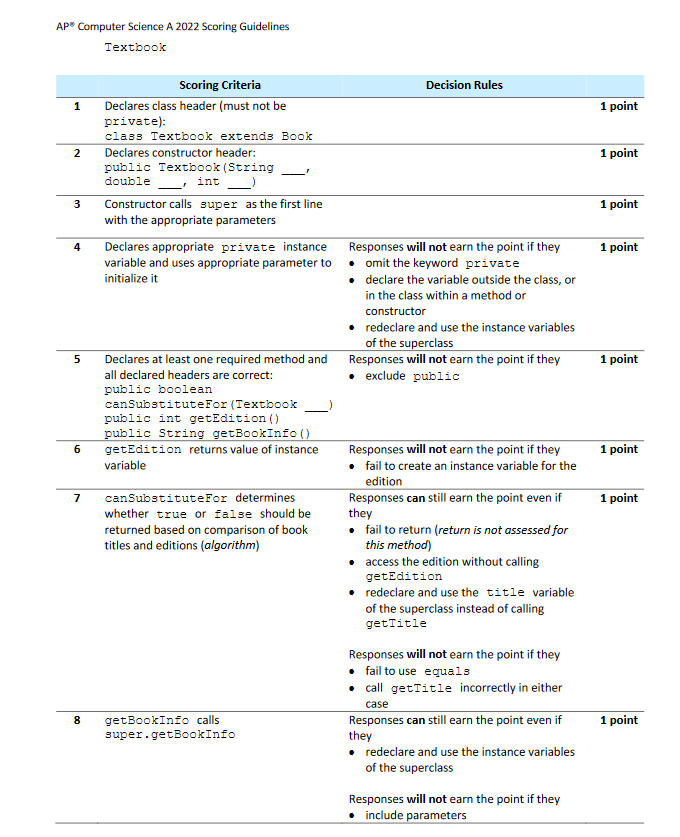 AP® Computer Science A 2022 Scoring Guidelines
Textbook
Scoring Criteria Decision Rules
1 Declares class header (must not be 1 point
private):
class Textbook extends Book
2 Declares constructor header: 1 point
public Textbook(String ___,
double ___, int ___)
3 Constructor calls super as the first line 1 point
with the appropriate parameters
4 Declares appropriate private instance Responses will not earn the point if they 1 point
variable and uses appropriate parameter to • omit the keyword private
initialize it • declare the variable outside the class, or
in the class within a method or
constructor
• redeclare and use the instance variables
of the superclass
5 Declares at least one required method and Responses will not earn the point if they 1 point
all declared headers are correct: • exclude public
public boolean
canSubstituteFor(Textbook ___)
public int getEdition()
public String getBookInfo()
6 getEdition returns value of instance Responses will not earn the point if they 1 point
variable • fail to create an instance variable for the
edition
7 canSubstituteFor determines Responses can still earn the point even if 1 point
whether true or false should be they
returned based on comparison of book • fail to return (return is not assessed for
titles and editions (algorithm) this method)
• access the edition without calling
getEdition
• redeclare and use the title variable
of the superclass instead of calling
getTitle
Responses will not earn the point if they
• fail to use equals
• call getTitle incorrectly in either
case
8 getBookInfo calls Responses can still earn the point even if 1 point
super.getBookInfo they
• redeclare and use the instance variables
of the superclass
Responses will not earn the point if they
• include parameters